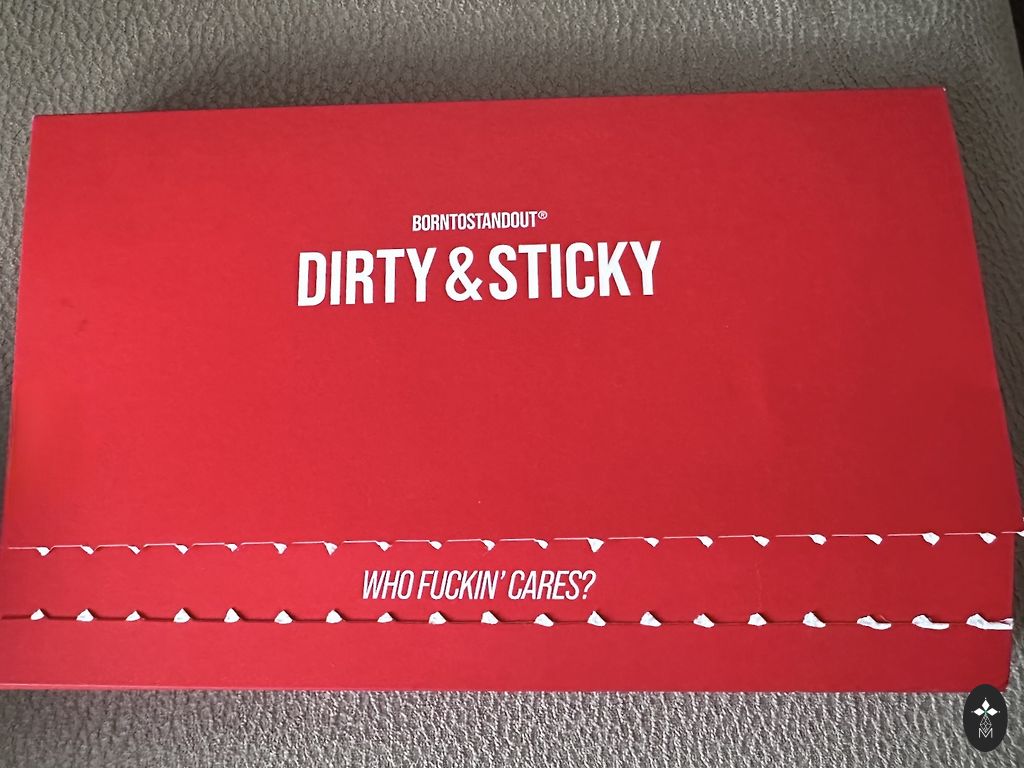 BORNTOSTANDOUT®
DIRTY & STICKY
WHO FUCKIN' CARES?
M